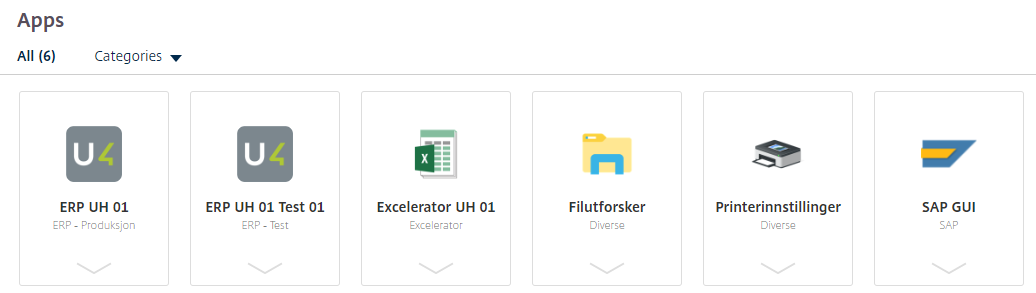 Apps
All (6)
Categories
U4
U4
X
ERP UH 01
ERP UH 01 Test 01
Excelerator UH 01
Filutforsker
Printerinnstillinger
SAP GUI
ERP - Produksjon
ERP - Test
Excelerator
Diverse
Diverse
SAP